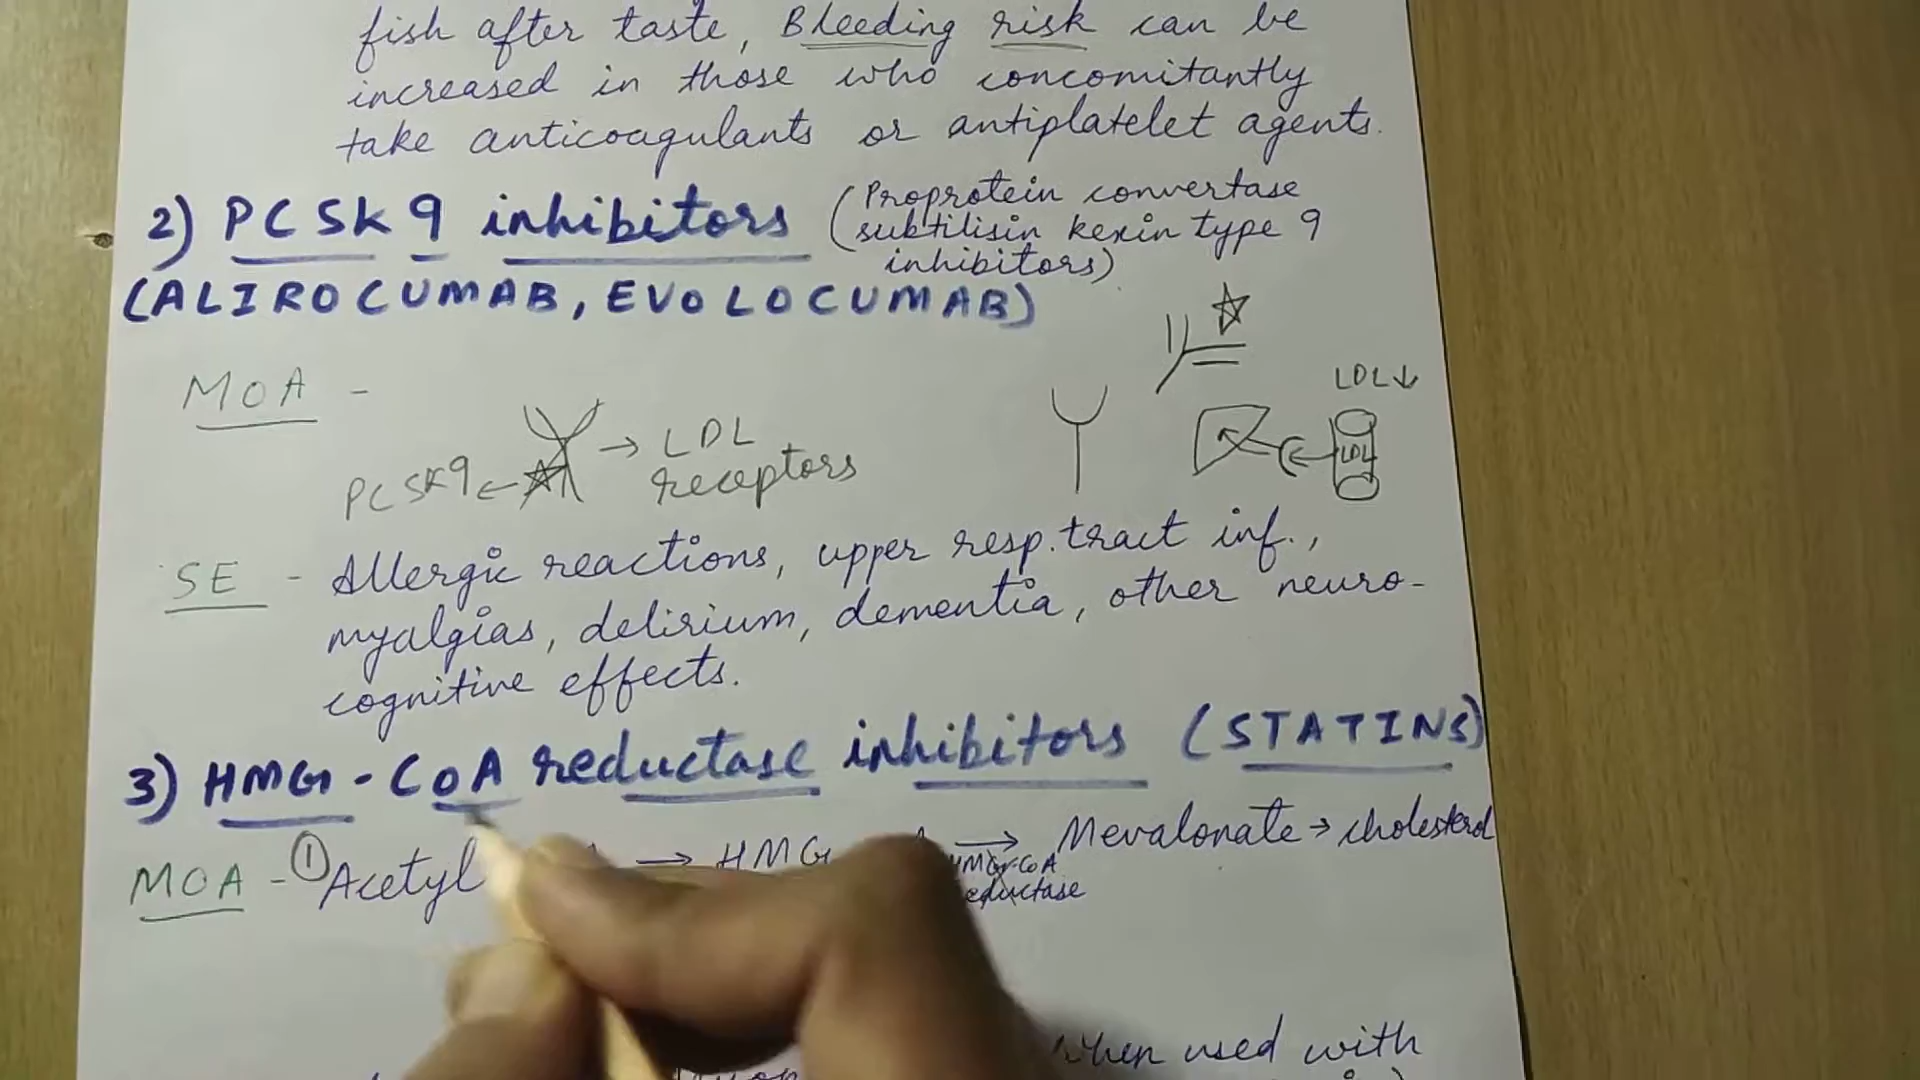 fish after taste, Bleeding risk can be
increased in those who concomitantly
take anticoagulants or antiplatelet agents.
2) PCSK9 inhibitors (Proprotein convertase
subtilisin kexin type 9
inhibitors)
(ALIROCUMAB, EVOLOCUMAB)
MOA -
LDL↓
PCSK9 ← → LDL
receptors
LDL
SE - Allergic reactions, upper resp. tract inf.,
myalgias, delirium, dementia, other neuro-
cognitive effects.
3) HMG-CoA reductase inhibitors (STATINS)
MOA - ① Acetyl → HMG → Mevalonate → cholesterol
HMG-CoA
reductase
when used with